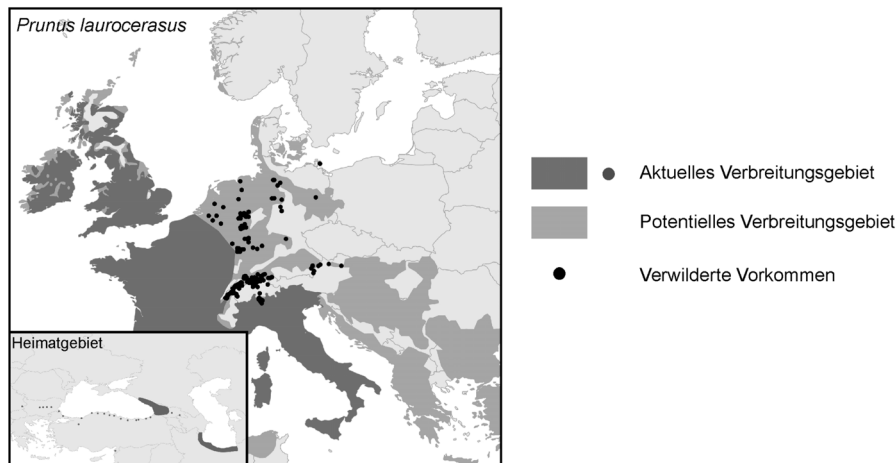 Prunus laurocerasus
Heimatgebiet
Aktuelles Verbreitungsgebiet
Potentielles Verbreitungsgebiet
Verwilderte Vorkommen